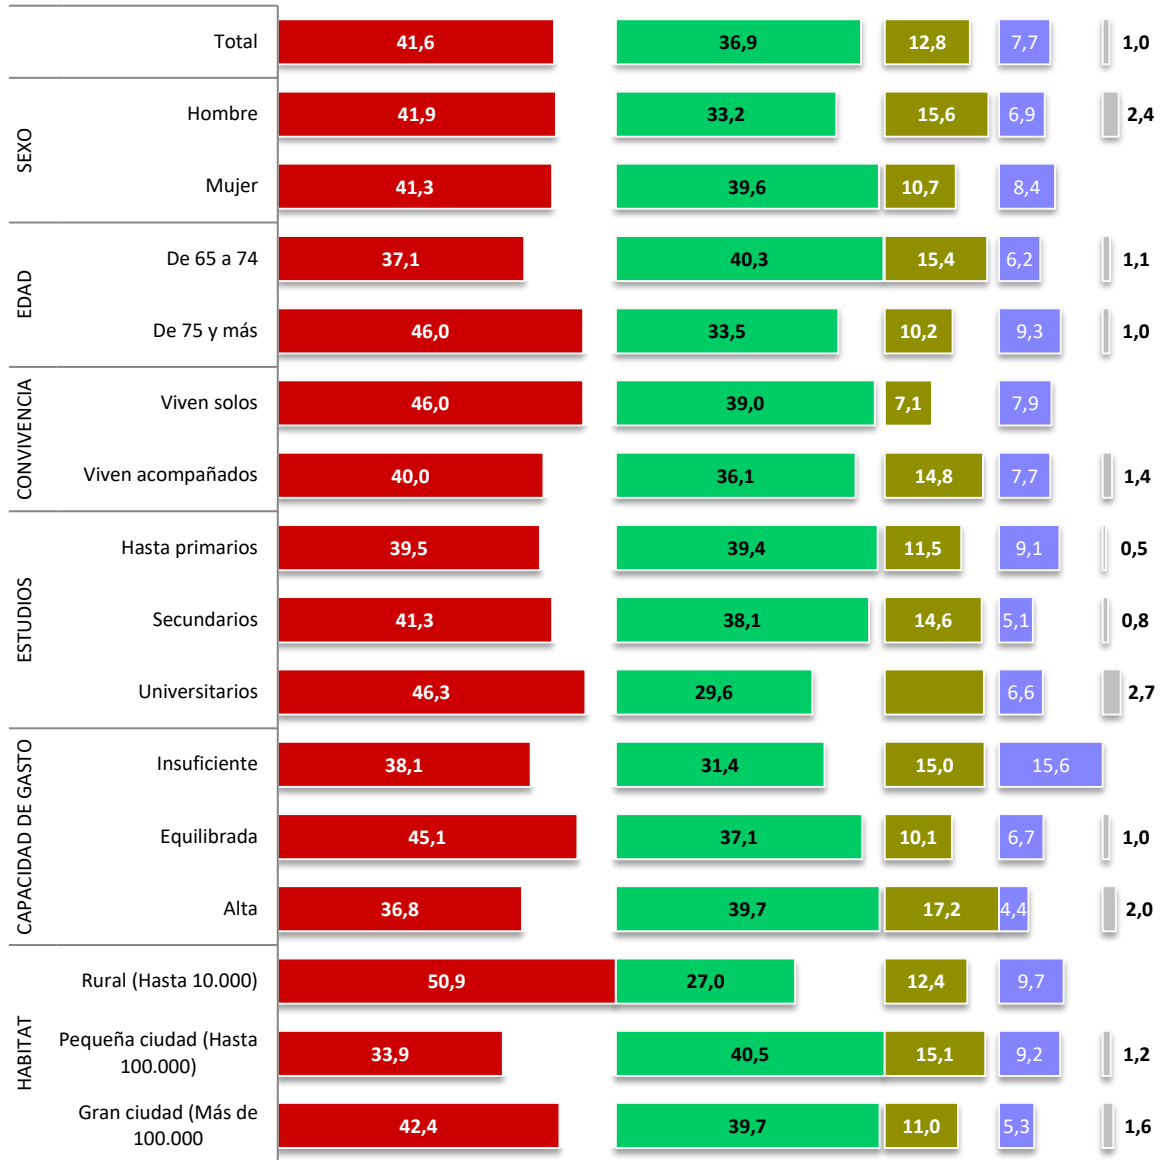 Total 41,6 36,9 12,8 7,7 1,0
SEXO
Hombre 41,9 33,2 15,6 6,9 2,4
Mujer 41,3 39,6 10,7 8,4
EDAD
De 65 a 74 37,1 40,3 15,4 6,2 1,1
De 75 y más 46,0 33,5 10,2 9,3 1,0
CONVIVENCIA
Viven solos 46,0 39,0 7,1 7,9
Viven acompañados 40,0 36,1 14,8 7,7 1,4
ESTUDIOS
Hasta primarios 39,5 39,4 11,5 9,1 0,5
Secundarios 41,3 38,1 14,6 5,1 0,8
Universitarios 46,3 29,6 6,6 2,7
CAPACIDAD DE GASTO
Insuficiente 38,1 31,4 15,0 15,6
Equilibrada 45,1 37,1 10,1 6,7 1,0
Alta 36,8 39,7 17,2 4,4 2,0
HABITAT
Rural (Hasta 10.000) 50,9 27,0 12,4 9,7
Pequeña ciudad (Hasta
100.000) 33,9 40,5 15,1 9,2 1,2
Gran ciudad (Más de
100.000 42,4 39,7 11,0 5,3 1,6